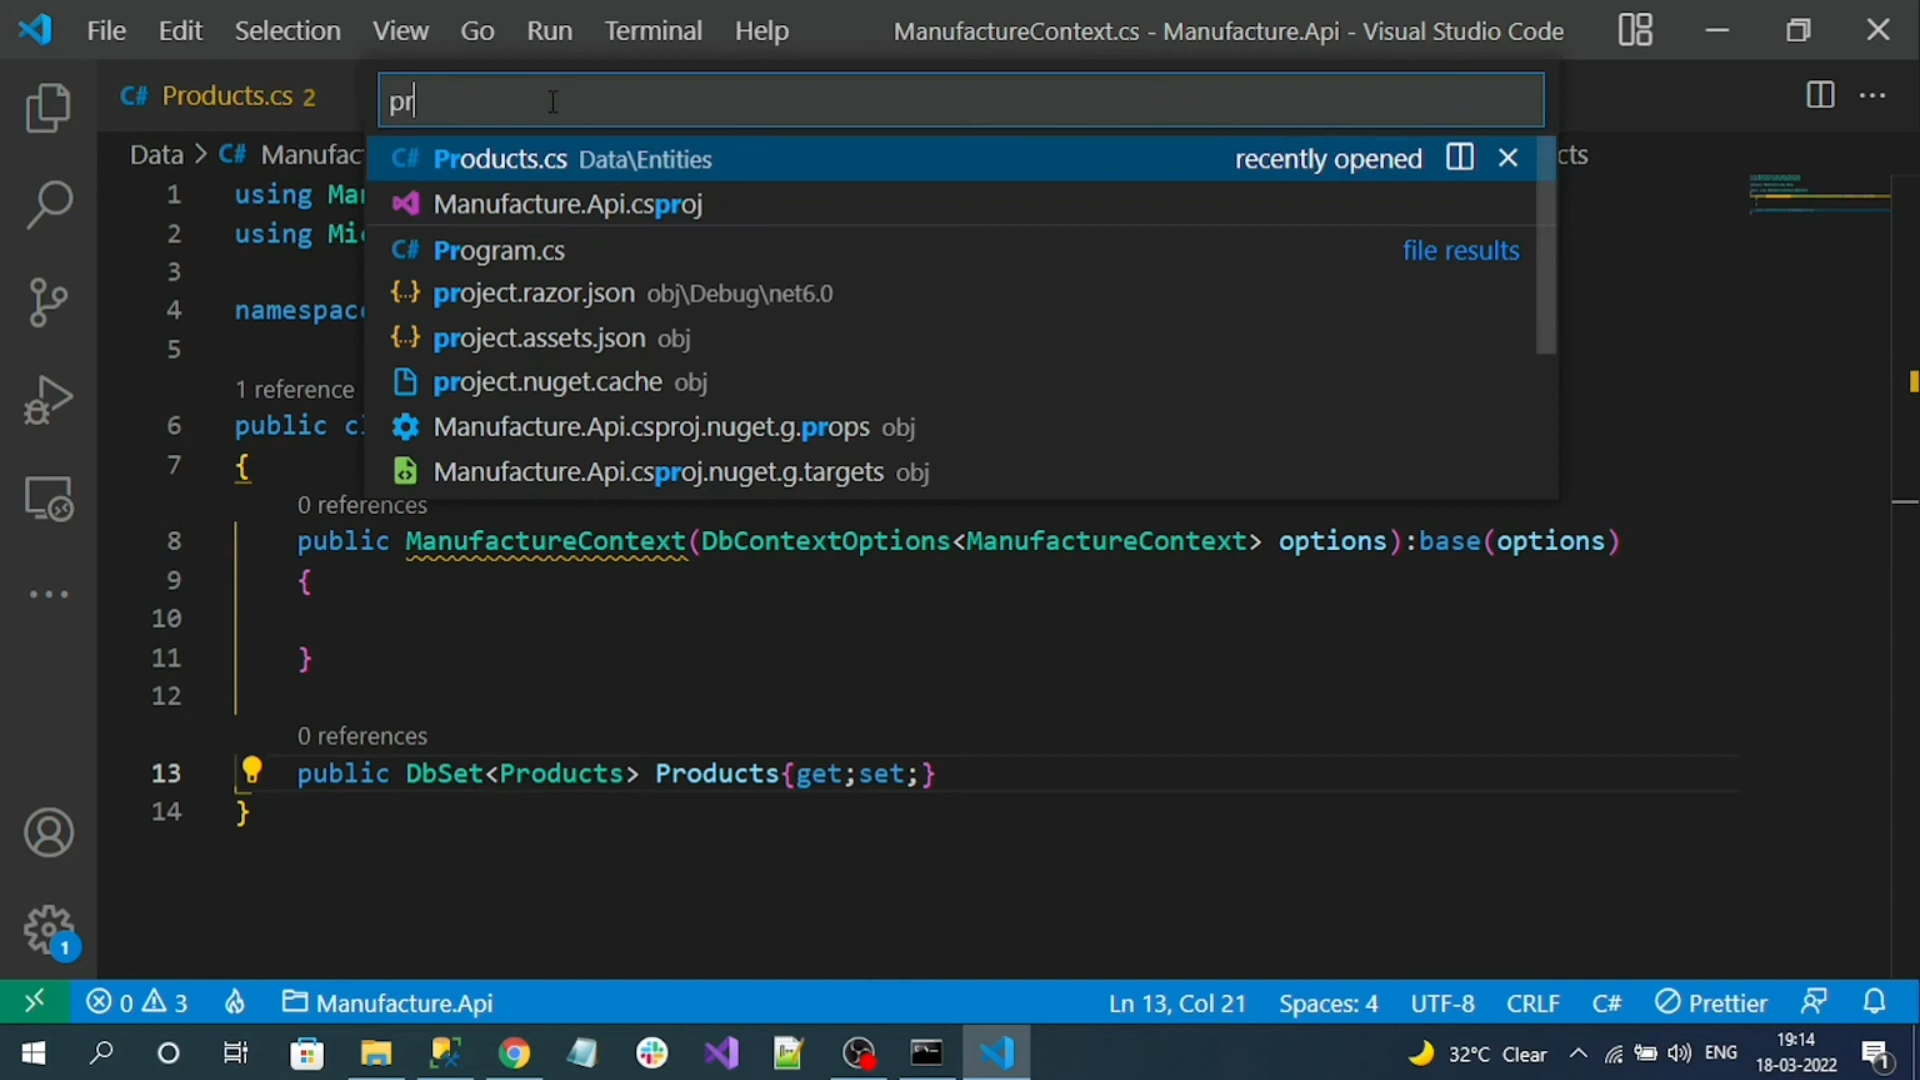 File Edit Selection View Go Run Terminal Help ManufactureContext.cs - Manufacture.Api - Visual Studio Code
C# Products.cs 2
pr
Data > C# Manufac
cts
C# Products.cs Data\Entities recently opened
Manufacture.Api.csproj
C# Program.cs file results
{..} project.razor.json obj\Debug\net6.0
{..} project.assets.json obj
project.nuget.cache obj
Manufacture.Api.csproj.nuget.g.props obj
Manufacture.Api.csproj.nuget.g.targets obj
1 using Ma
2 using Mi
3
4 namespac
5
1 reference
6 public cl
7 {
0 references
8 public ManufactureContext(DbContextOptions<ManufactureContext> options):base(options)
9 {
10
11 }
12
0 references
13 public DbSet<Products> Products{get;set;}
14 }
1
0 3 Manufacture.Api Ln 13, Col 21 Spaces: 4 UTF-8 CRLF C# Prettier
32°C Clear ENG 19:14
18-03-2022
1